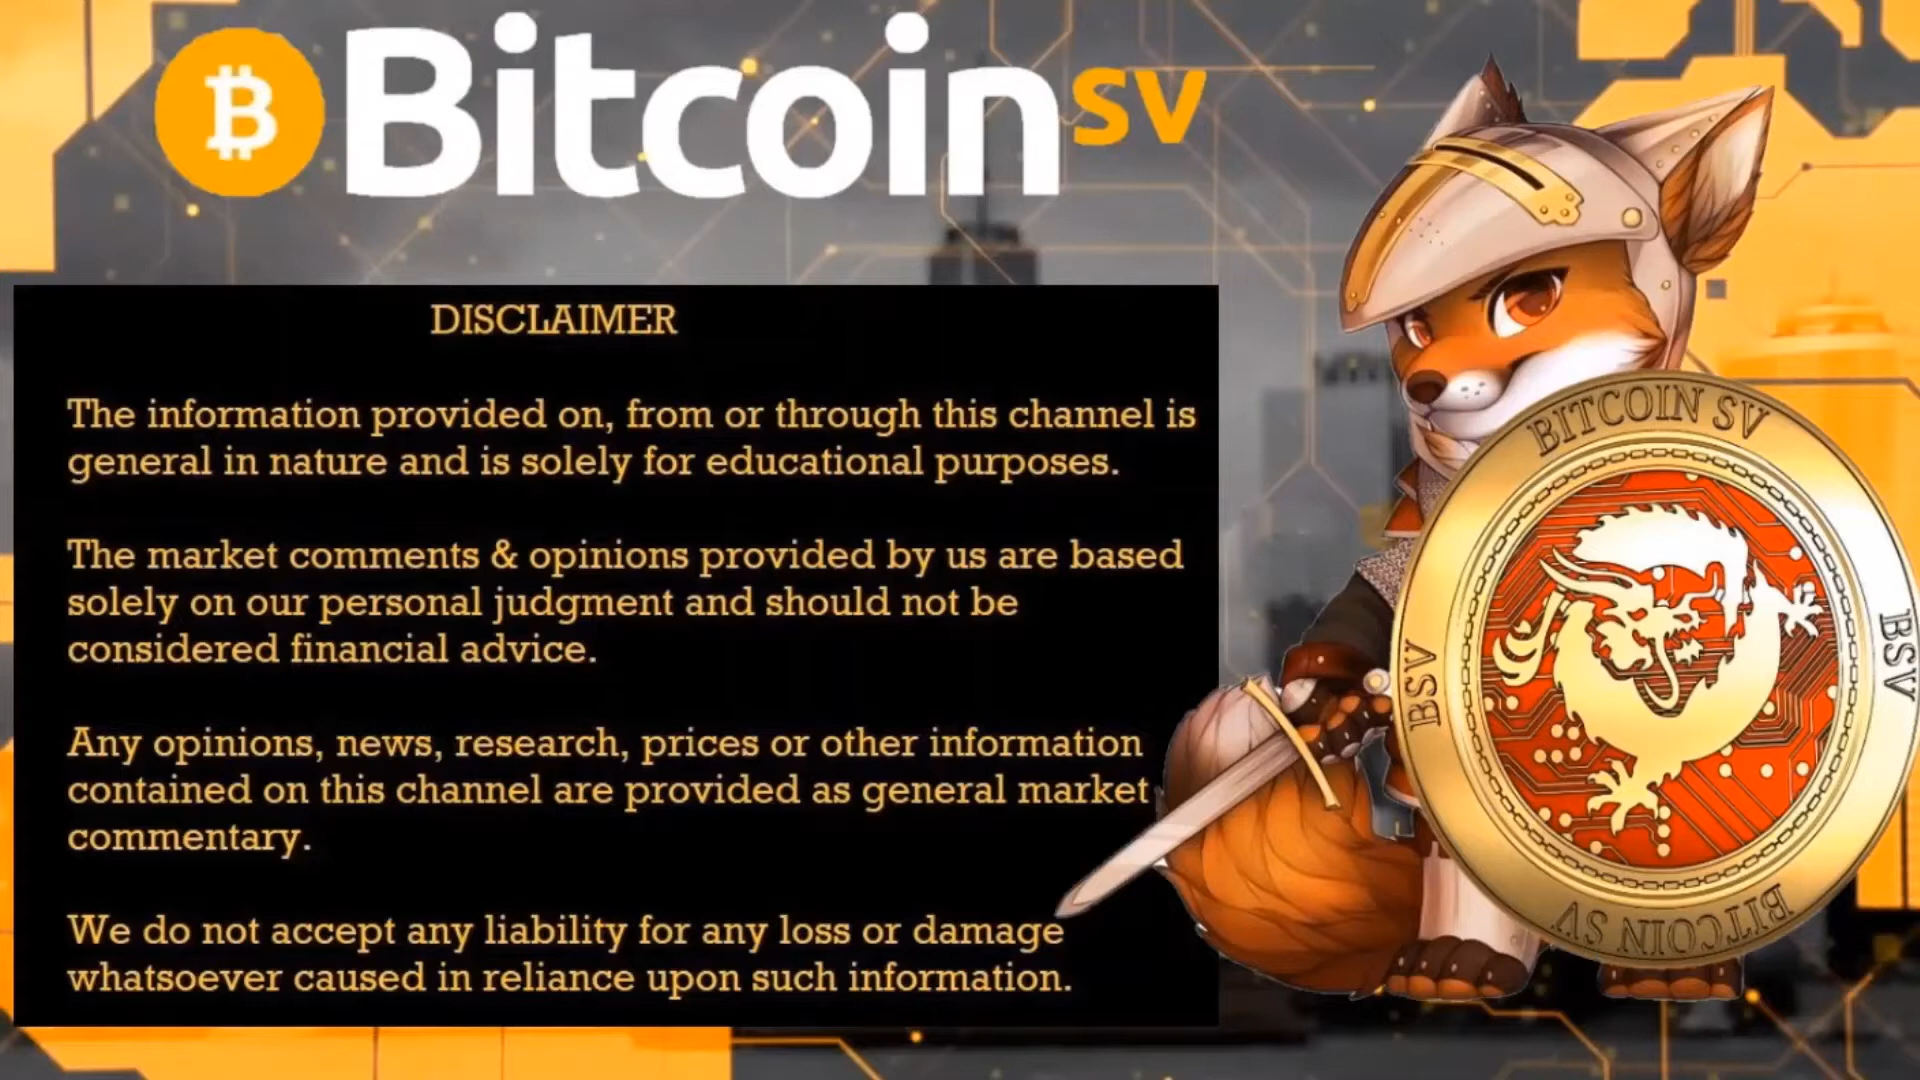 Bitcoin SV
DISCLAIMER
The information provided on, from or through this channel is
general in nature and is solely for educational purposes.
The market comments & opinions provided by us are based
solely on our personal judgment and should not be
considered financial advice.
Any opinions, news, research, prices or other information
contained on this channel are provided as general market
commentary.
We do not accept any liability for any loss or damage
whatsoever caused in reliance upon such information.
BITCOIN SV
BSV
BSV
BITCOIN SV